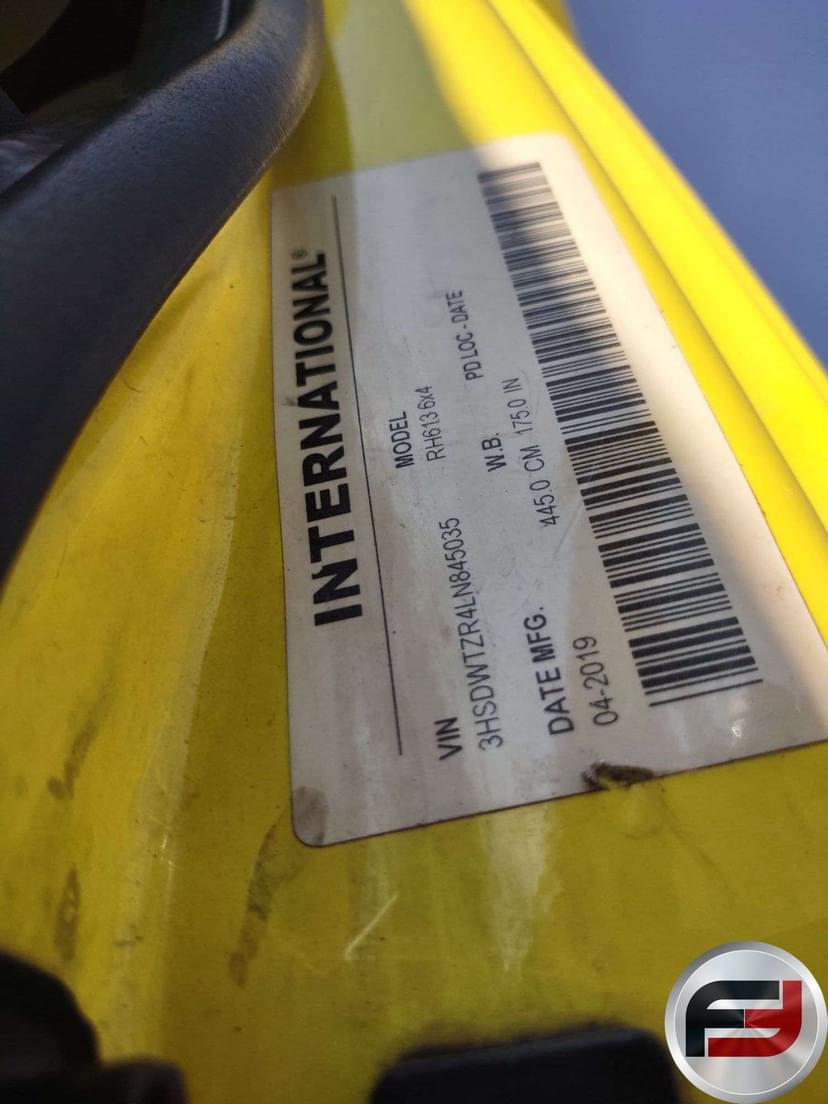 INTERNATIONAL®
VIN MODEL
3HSDWTZR4LN845035 RH613 6x4
DATE MFG. W.B. PD LOC - DATE
04-2019 445.0 CM 175.0 IN